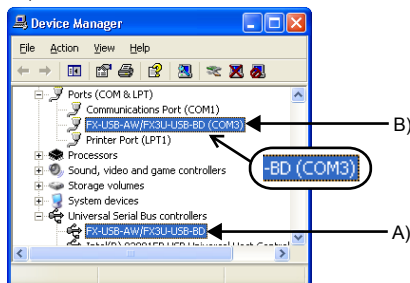 Device Manager
File Action View Help
Ports (COM & LPT)
Communications Port (COM1)
FX-USB-AW/FX3U-USB-BD (COM3)
B)
Printer Port (LPT1)
Processors
-BD (COM3)
Sound, video and game controllers
Storage volumes
System devices
Universal Serial Bus controllers
FX-USB-AW/FX3U-USB-BD
A)